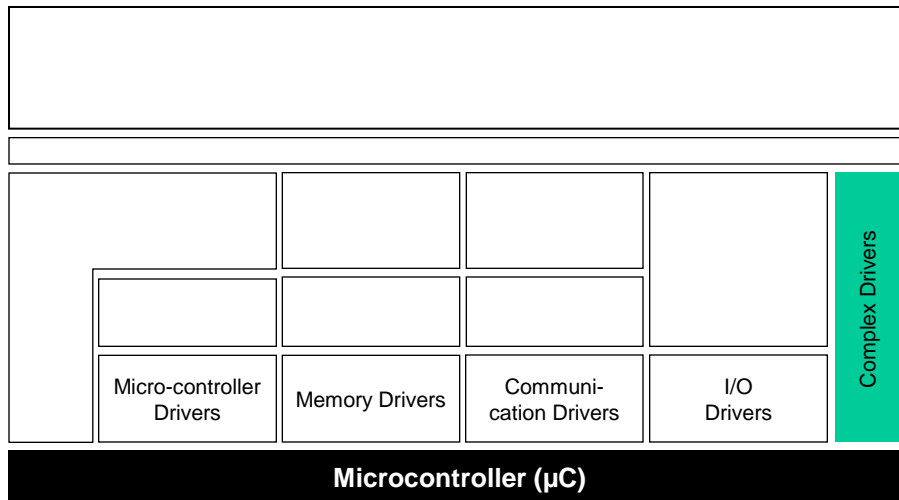 Complex Drivers
Micro-controller
Drivers
Memory Drivers
Communi-
cation Drivers
I/O
Drivers
Microcontroller (µC)